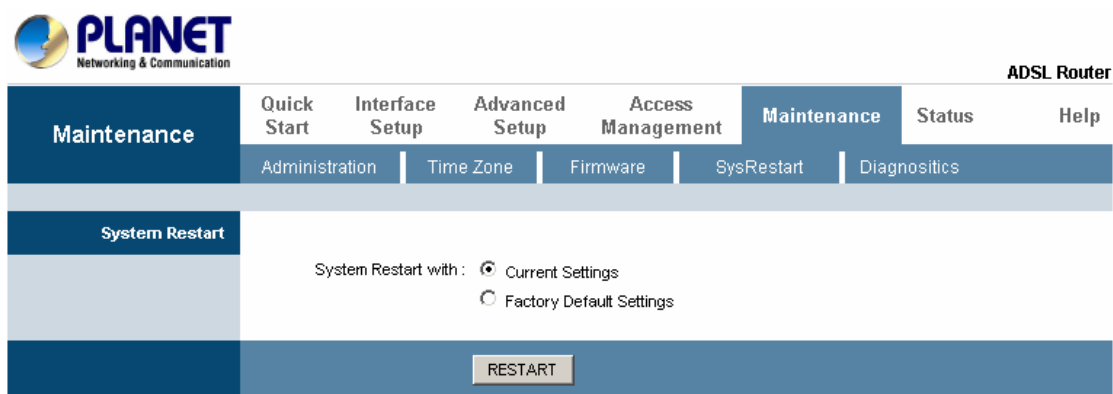 PLANET
Networking & Communication
ADSL Router
Maintenance
Quick Start
Interface Setup
Advanced Setup
Access Management
Maintenance
Status
Help
Administration
Time Zone
Firmware
SysRestart
Diagnositics
System Restart
System Restart with : Current Settings
Factory Default Settings
RESTART